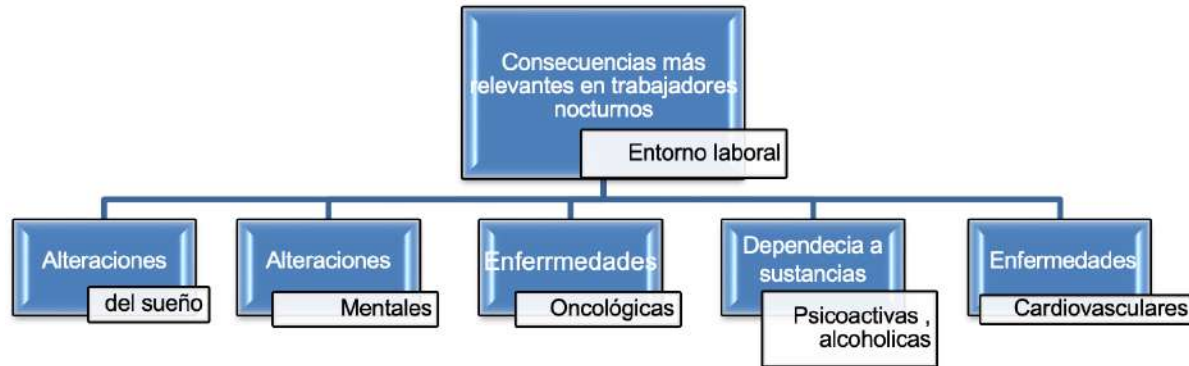 Consecuencias más
relevantes en trabajadores
nocturnos
Entorno laboral
Alteraciones
del sueño
Alteraciones
Mentales
Enferrmedades
Oncológicas
Dependecia a
sustancias
Psicoactivas ,
alcoholicas
Enfermedades
Cardiovasculares